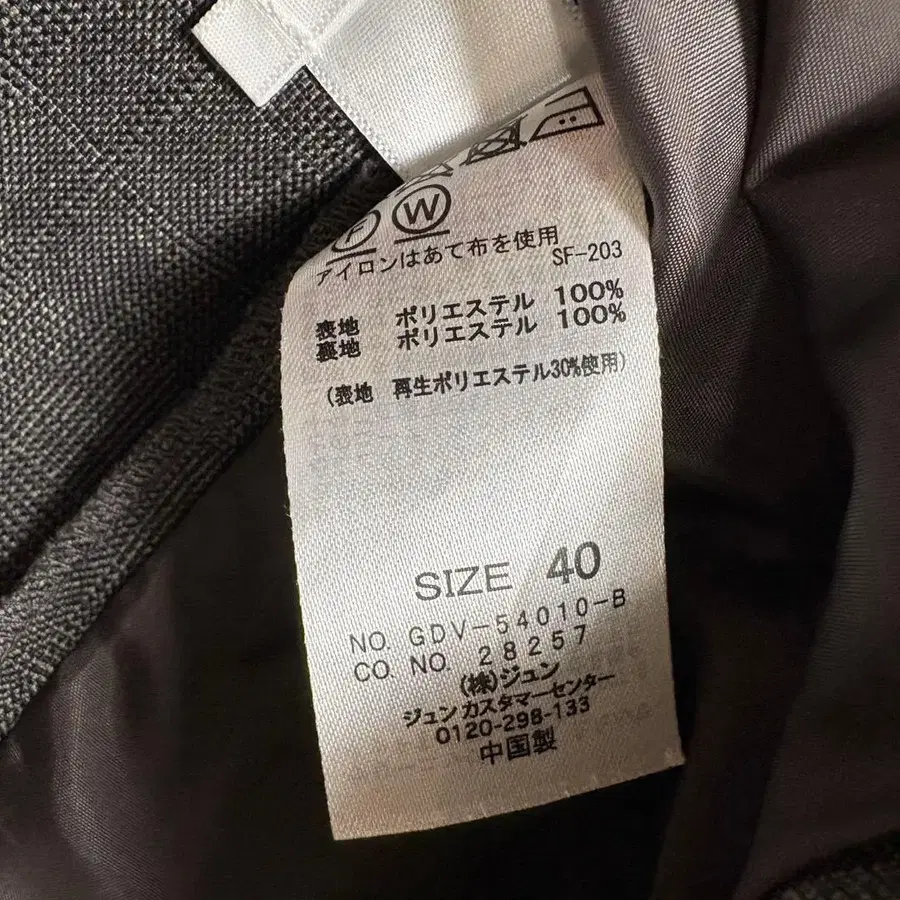 F W
アイロンはあて布を使用
SF-203
表地 ポリエステル 100%
裏地 ポリエステル 100%
(表地 再生ポリエステル30%使用)
SIZE 40
NO. GDV-54010-B
CO. NO. 28257
(株)ジュン
ジュン カスタマーセンター
0120-298-133
中国製